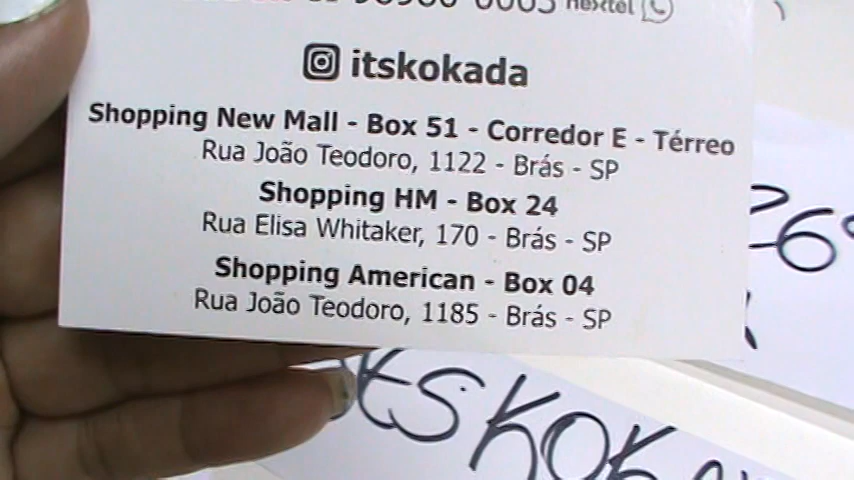 nextel
itskokada
Shopping New Mall - Box 51 - Corredor E - Térreo
Rua João Teodoro, 1122 - Brás - SP
Shopping HM - Box 24
Rua Elisa Whitaker, 170 - Brás - SP
Shopping American - Box 04
Rua João Teodoro, 1185 - Brás - SP